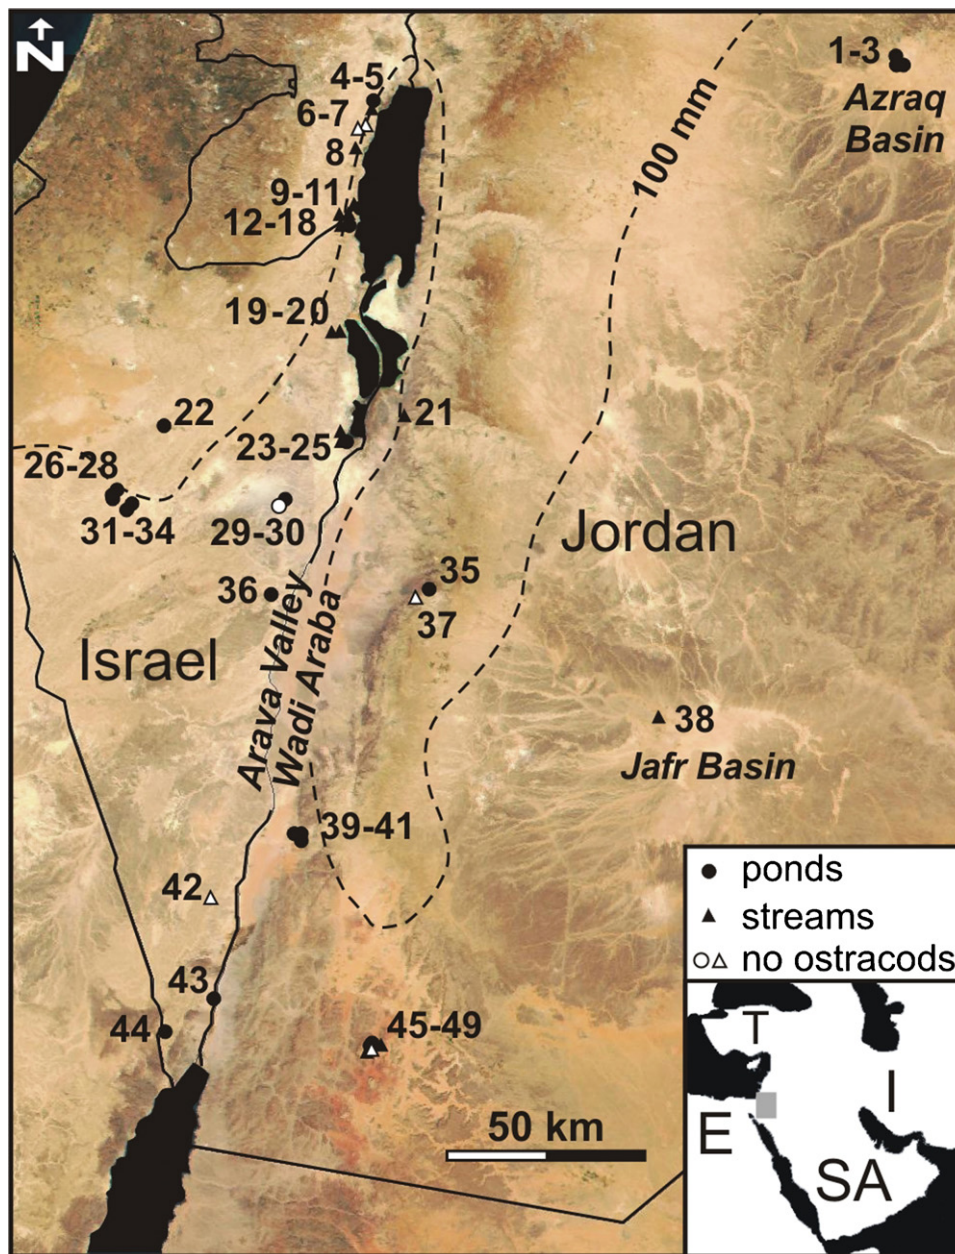 N
1-3
4-5
Azraq
Basin
6-7
100 mm
8
9-11
12-18
19-20
22
21
23-25
26-28
31-34
29-30
Jordan
35
36
37
Arava Valley
Wadi Araba
Israel
38
Jafr Basin
39-41
42
43
44
45-49
50 km
ponds
streams
no ostracods
T
I
E
SA